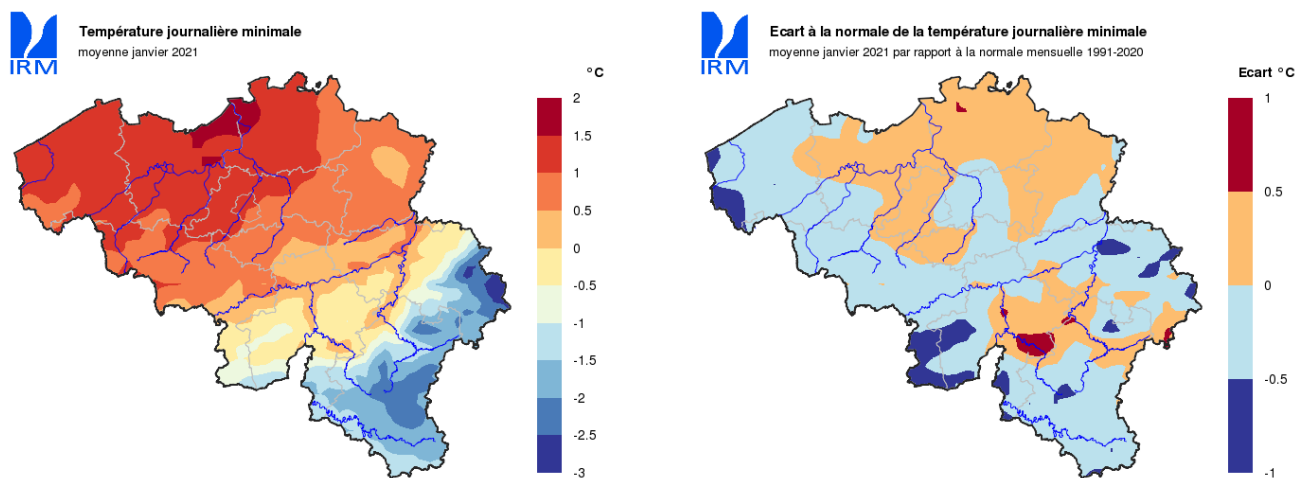 Température journalière minimale
moyenne janvier 2021
IRM
°C
2
1.5
1
0.5
0
-0.5
-1
-1.5
-2
-2.5
-3
Ecart à la normale de la température journalière minimale
moyenne janvier 2021 par rapport à la normale mensuelle 1991-2020
IRM
Ecart °C
1
0.5
0
-0.5
-1